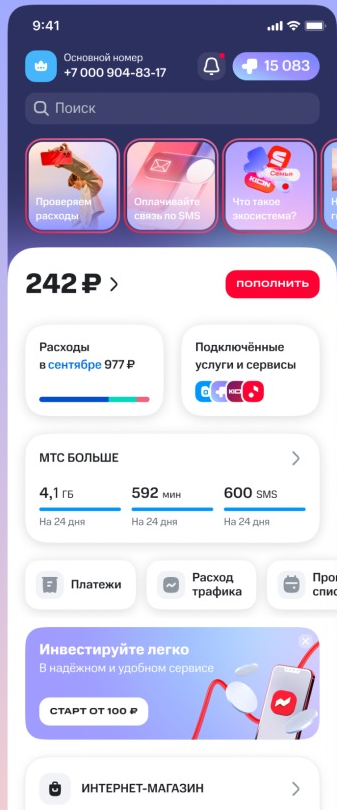 9:41
Основной номер
+7 000 904-83-17
15 083
Поиск
Проверяем
расходы
Оплачивайте
связь по SMS
Семья
KION
Что такое
экосистема?
242 ₽
ПОПОЛНИТЬ
Расходы
в сентябре 977 ₽
Подключённые
услуги и сервисы
МТС БОЛЬШЕ
4,1 ГБ
592 мин
600 SMS
На 24 дня
На 24 дня
На 24 дня
Платежи
Расход
трафика
Инвестируйте легко
В надёжном и удобном сервисе
СТАРТ ОТ 100 ₽
ИНТЕРНЕТ-МАГАЗИН